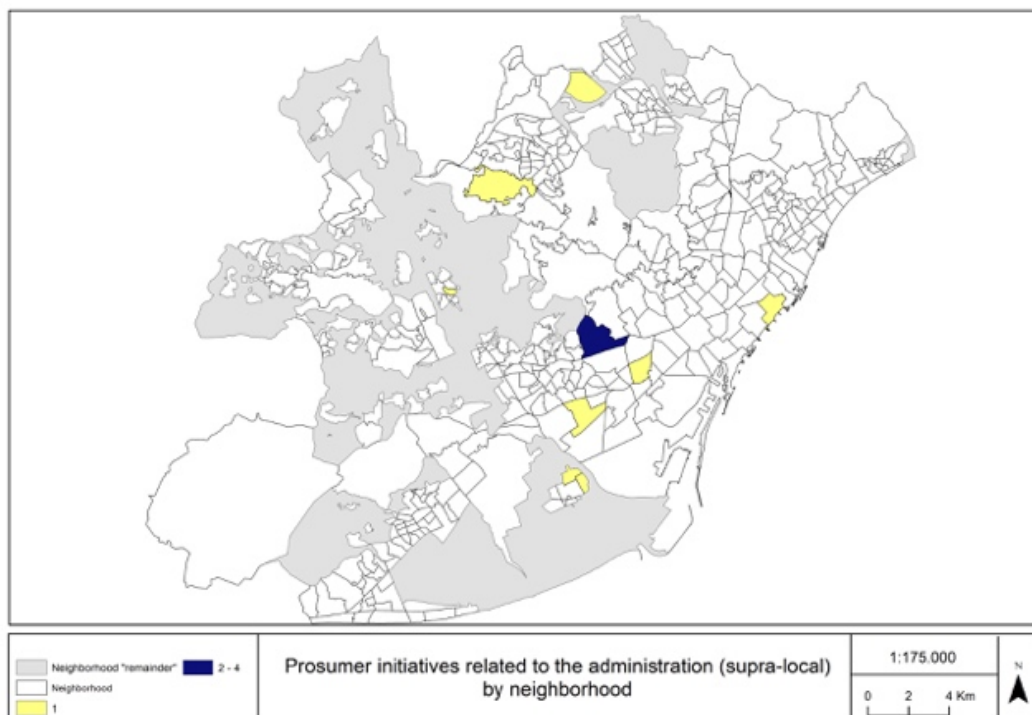 Neighborhood "remainder"
2 - 4
Neighborhood
1
Prosumer initiatives related to the administration (supra-local)
by neighborhood
1:175.000
0 2 4 Km
N